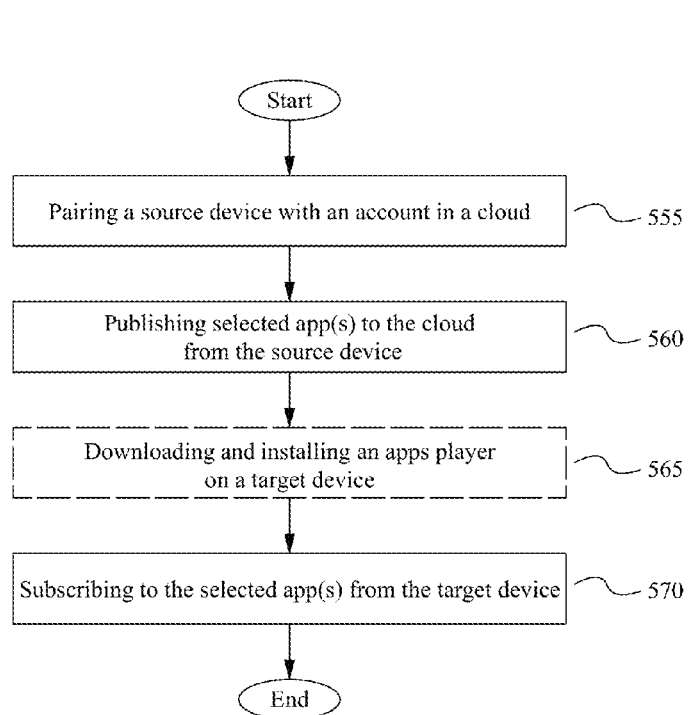 Start
Pairing a source device with an account in a cloud
555
Publishing selected app(s) to the cloud
from the source device
560
Downloading and installing an apps player
on a target device
565
Subscribing to the selected app(s) from the target device
570
End